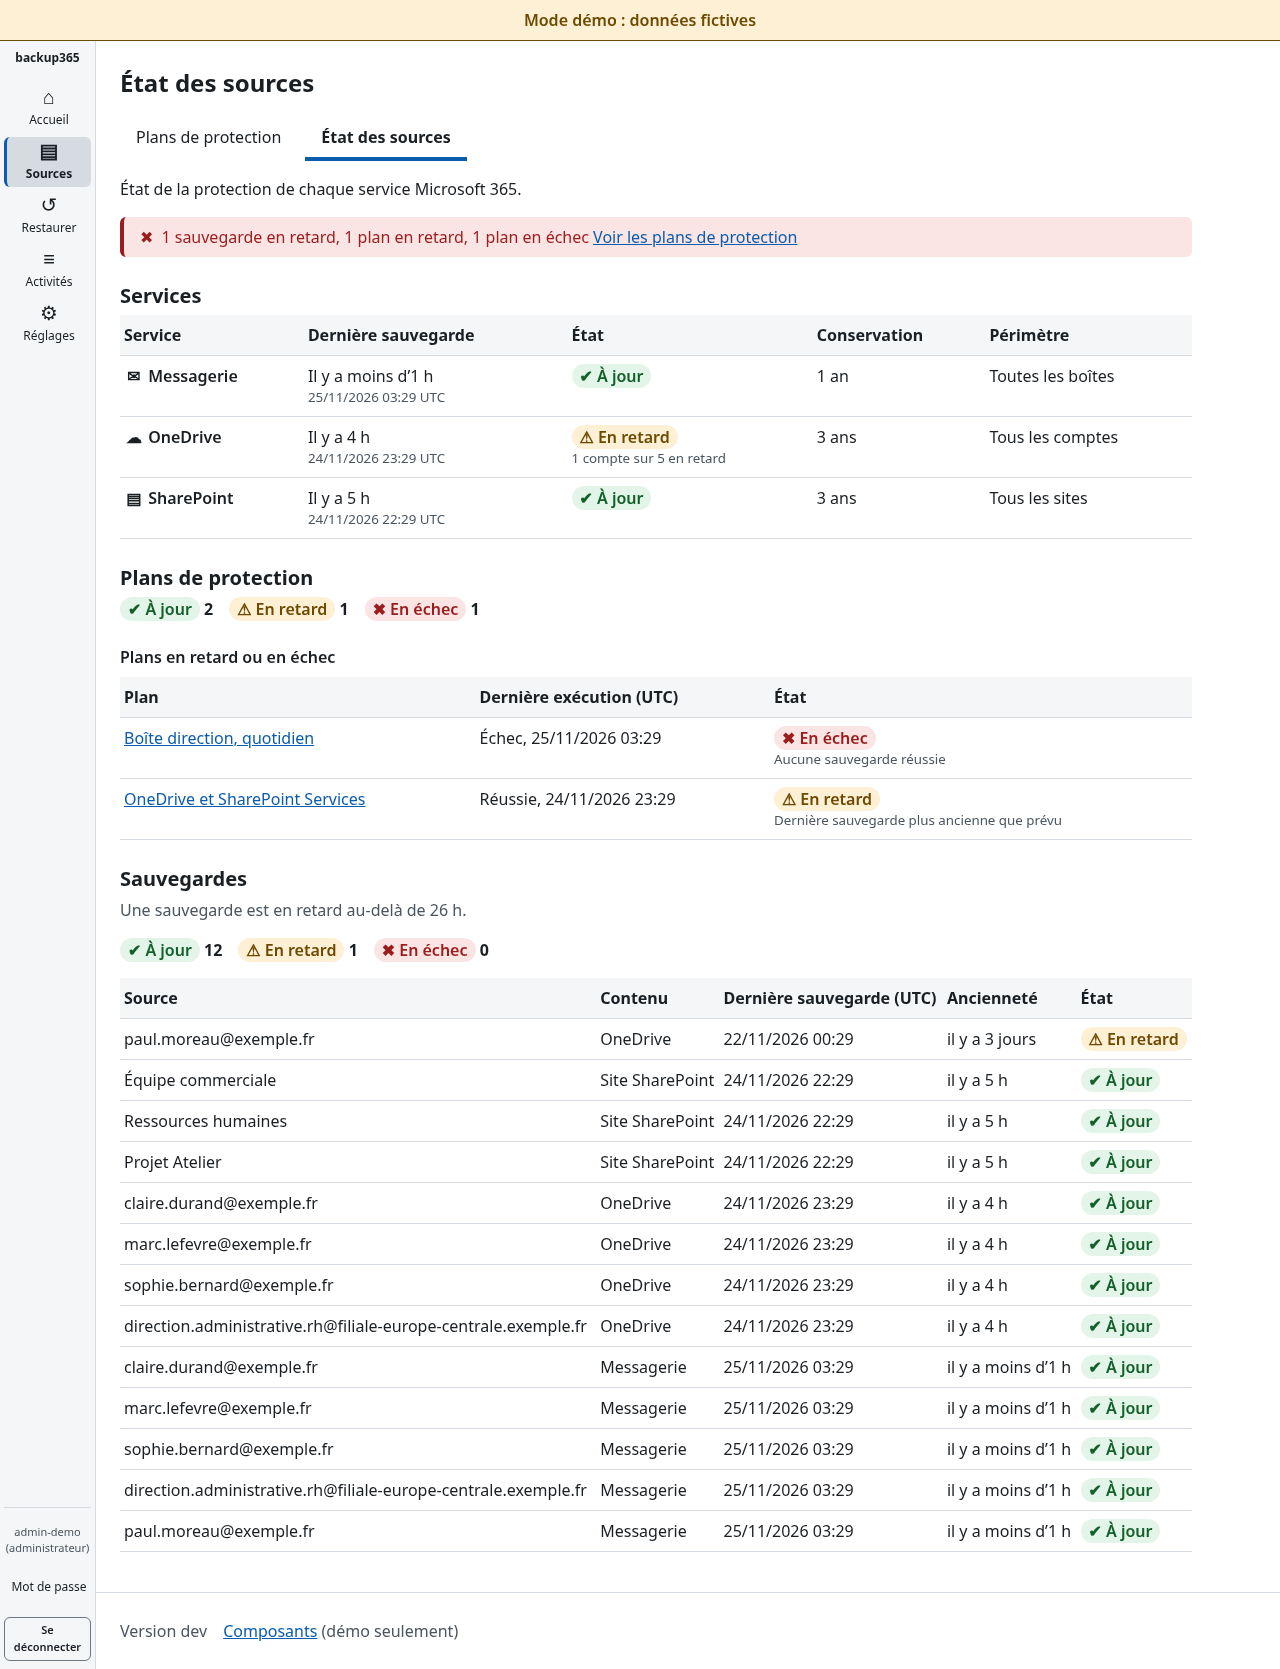 Mode démo : données fictives
backup365
Accueil
Sources
Restaurer
Activités
Réglages
admin-demo
(administrateur)
Mot de passe
Se
déconnecter
État des sources
Plans de protection État des sources
État de la protection de chaque service Microsoft 365.
✖ 1 sauvegarde en retard, 1 plan en retard, 1 plan en échec Voir les plans de protection
Services
Service Dernière sauvegarde État Conservation Périmètre
Messagerie Il y a moins d’1 h ✔ À jour 1 an Toutes les boîtes
25/11/2026 03:29 UTC
OneDrive Il y a 4 h ⚠ En retard 3 ans Tous les comptes
24/11/2026 23:29 UTC 1 compte sur 5 en retard
SharePoint Il y a 5 h ✔ À jour 3 ans Tous les sites
24/11/2026 22:29 UTC
Plans de protection
✔ À jour 2 ⚠ En retard 1 ✖ En échec 1
Plans en retard ou en échec
Plan Dernière exécution (UTC) État
Boîte direction, quotidien Échec, 25/11/2026 03:29 ✖ En échec
Aucune sauvegarde réussie
OneDrive et SharePoint Services Réussie, 24/11/2026 23:29 ⚠ En retard
Dernière sauvegarde plus ancienne que prévu
Sauvegardes
Une sauvegarde est en retard au-delà de 26 h.
✔ À jour 12 ⚠ En retard 1 ✖ En échec 0
Source Contenu Dernière sauvegarde (UTC) Ancienneté État
paul.moreau@exemple.fr OneDrive 22/11/2026 00:29 il y a 3 jours ⚠ En retard
Équipe commerciale Site SharePoint 24/11/2026 22:29 il y a 5 h ✔ À jour
Ressources humaines Site SharePoint 24/11/2026 22:29 il y a 5 h ✔ À jour
Projet Atelier Site SharePoint 24/11/2026 22:29 il y a 5 h ✔ À jour
claire.durand@exemple.fr OneDrive 24/11/2026 23:29 il y a 4 h ✔ À jour
marc.lefevre@exemple.fr OneDrive 24/11/2026 23:29 il y a 4 h ✔ À jour
sophie.bernard@exemple.fr OneDrive 24/11/2026 23:29 il y a 4 h ✔ À jour
direction.administrative.rh@filiale-europe-centrale.exemple.fr OneDrive 24/11/2026 23:29 il y a 4 h ✔ À jour
claire.durand@exemple.fr Messagerie 25/11/2026 03:29 il y a moins d’1 h ✔ À jour
marc.lefevre@exemple.fr Messagerie 25/11/2026 03:29 il y a moins d’1 h ✔ À jour
sophie.bernard@exemple.fr Messagerie 25/11/2026 03:29 il y a moins d’1 h ✔ À jour
direction.administrative.rh@filiale-europe-centrale.exemple.fr Messagerie 25/11/2026 03:29 il y a moins d’1 h ✔ À jour
paul.moreau@exemple.fr Messagerie 25/11/2026 03:29 il y a moins d’1 h ✔ À jour
Version dev Composants (démo seulement)